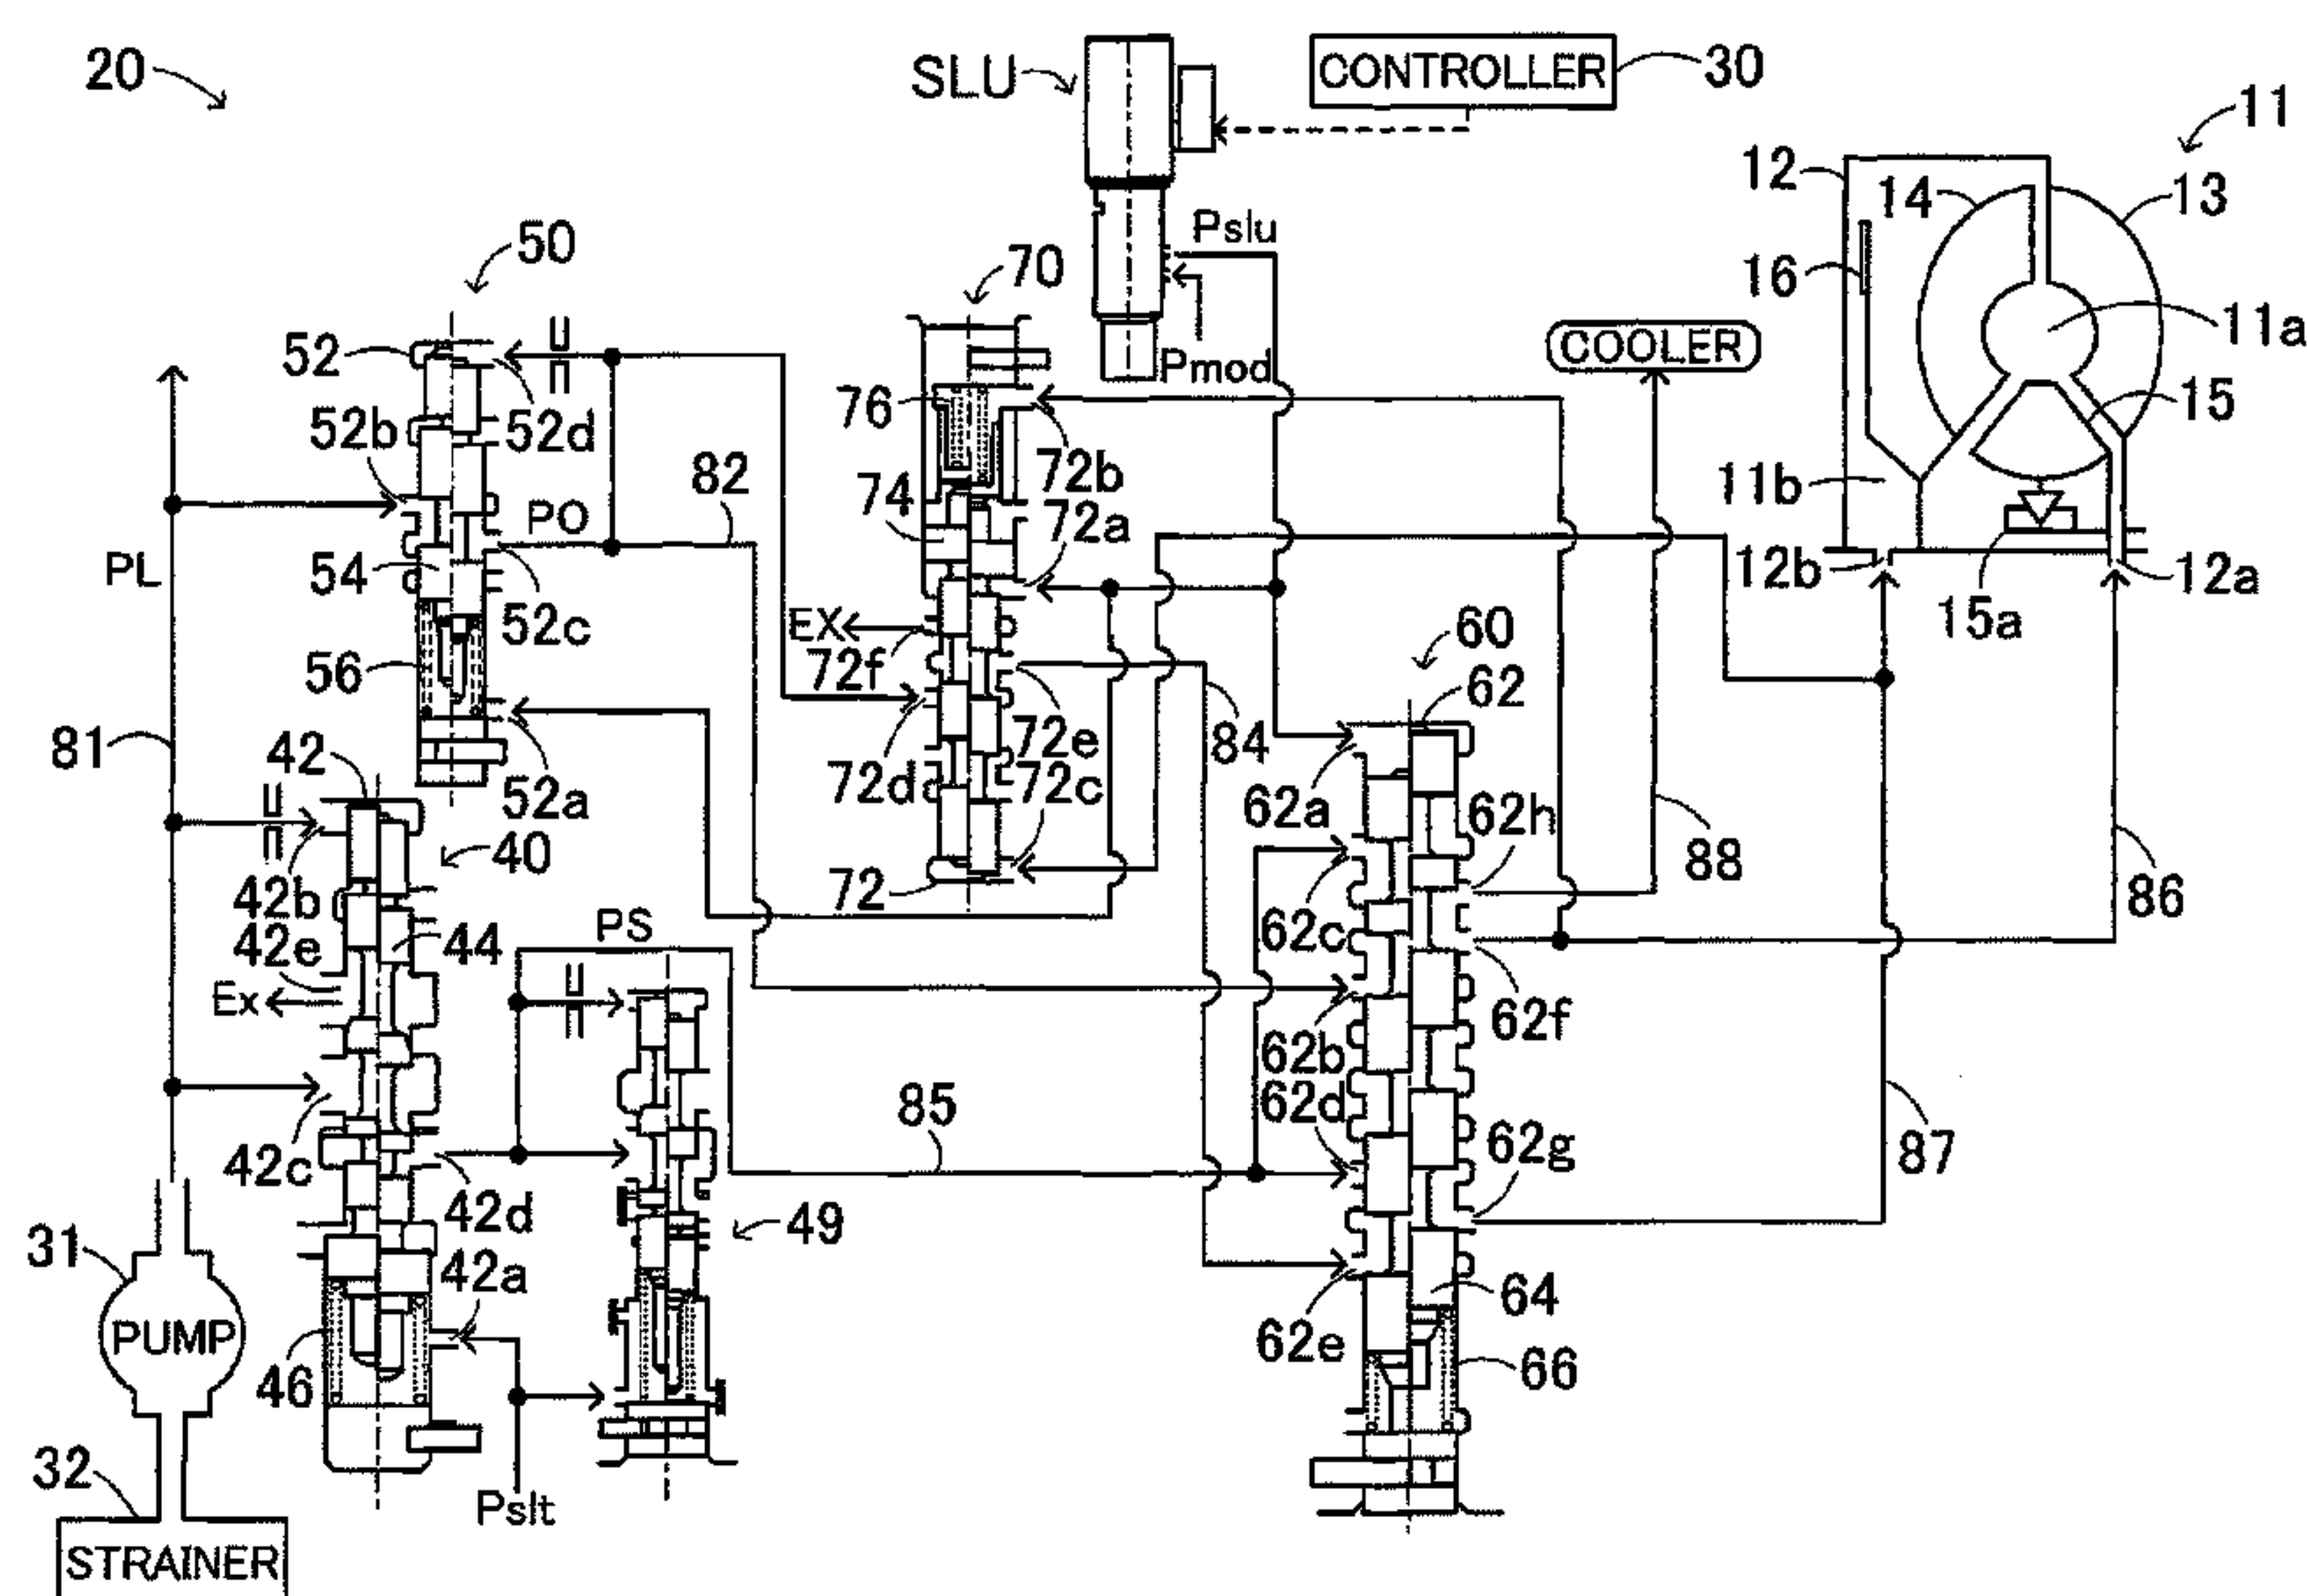 20
SLU
CONTROLLER
30
11
12
14
13
50
Pslu
16
70
52
COOLER
11a
Pmod
76
52b
52d
15
82
72b
11b
74
PO
72a
PL
54
12b
12a
52c
EX
15a
60
56
72f
62
81
42
72e
84
72d
72c
52a
62a
62h
40
88
42b
72
86
PS
62c
42e
44
Ex
62f
62b
85
62d
42c
62g
87
42d
49
31
42a
PUMP
64
62e
46
66
32
Pslt
STRAINER